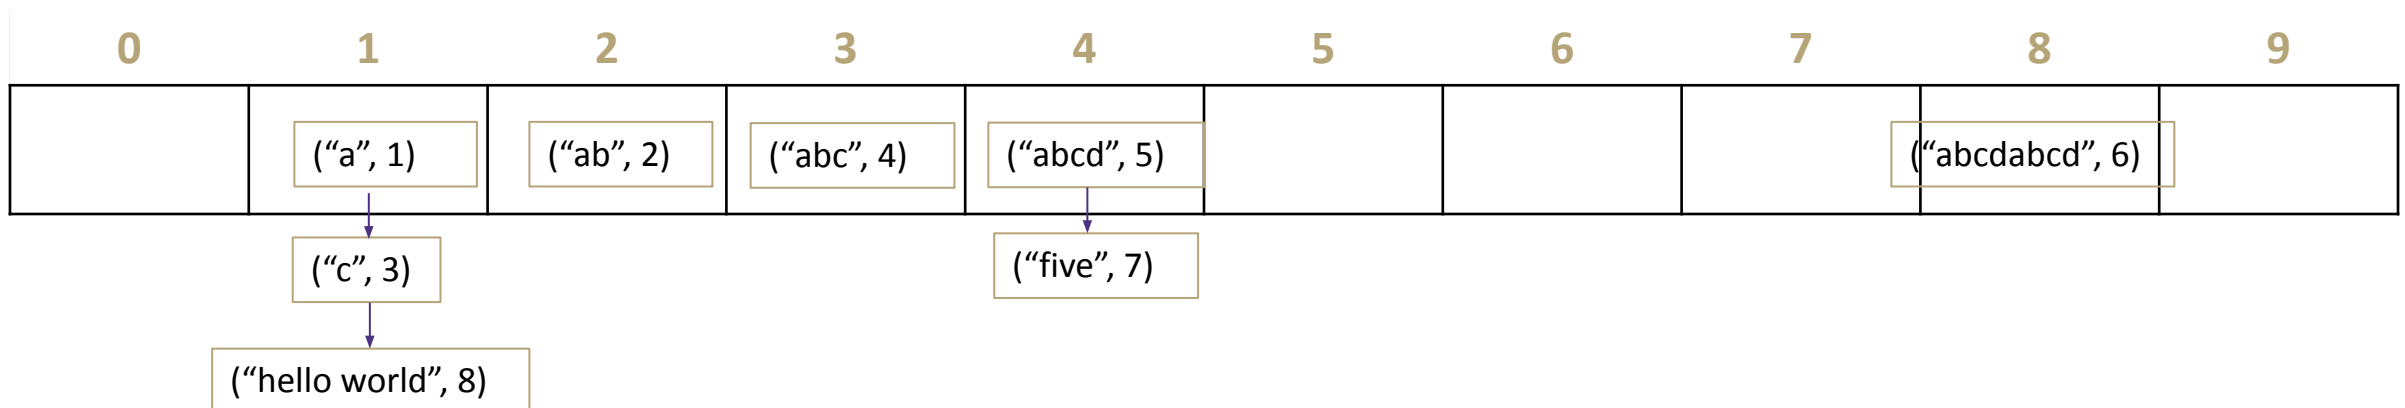 0 1 2 3 4 5 6 7 8 9
(“a”, 1) (“ab”, 2) (“abc”, 4) (“abcd”, 5) (“abcdabcd”, 6)
(“c”, 3) (“five”, 7)
(“hello world”, 8)